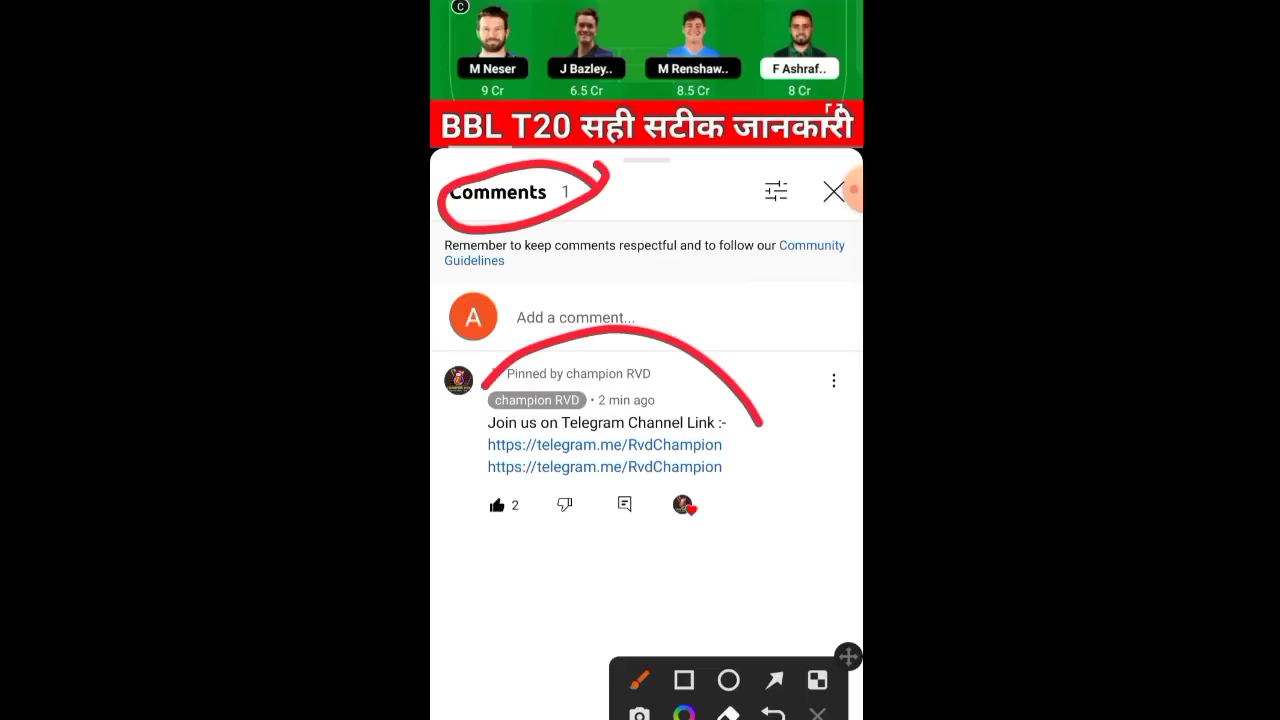 C
M Neser
J Bazley..
M Renshaw..
F Ashraf..
9 Cr
6.5 Cr
8.5 Cr
8 Cr
BBL T20 सही सटीक जानकारी
Comments 1
Remember to keep comments respectful and to follow our Community
Guidelines
A
Add a comment...
Pinned by champion RVD
champion RVD • 2 min ago
Join us on Telegram Channel Link :-
https://telegram.me/RvdChampion
https://telegram.me/RvdChampion
2